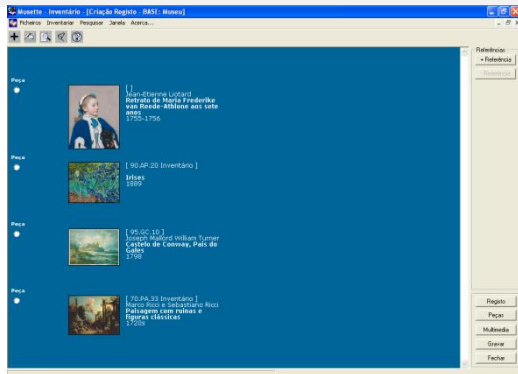 Musette - Inventário - [Criação Registo - BASE: Museu]
Ficheiros Inventariar Pesquisar Janela Acerca...
Referências
+ Referência
- Referência
Peça
[ ]
Jean-Etienne Liotard
Retrato de Maria Frederike
van Reede-Athlone aos sete
anos
1755-1756
Peça
[ 90.AP.20 Inventário ]
Irises
1889
Peça
[ 95.GC.10 ]
Joseph Mallord William Turner
Castelo de Conway, País do
Gales
1798
Peça
[ 70.PA.33 Inventário ]
Marco Ricci e Sebastiano Ricci
Paisagem com ruínas e
figuras clássicas
1720s
Registo
Peças
Multimedia
Gravar
Fechar